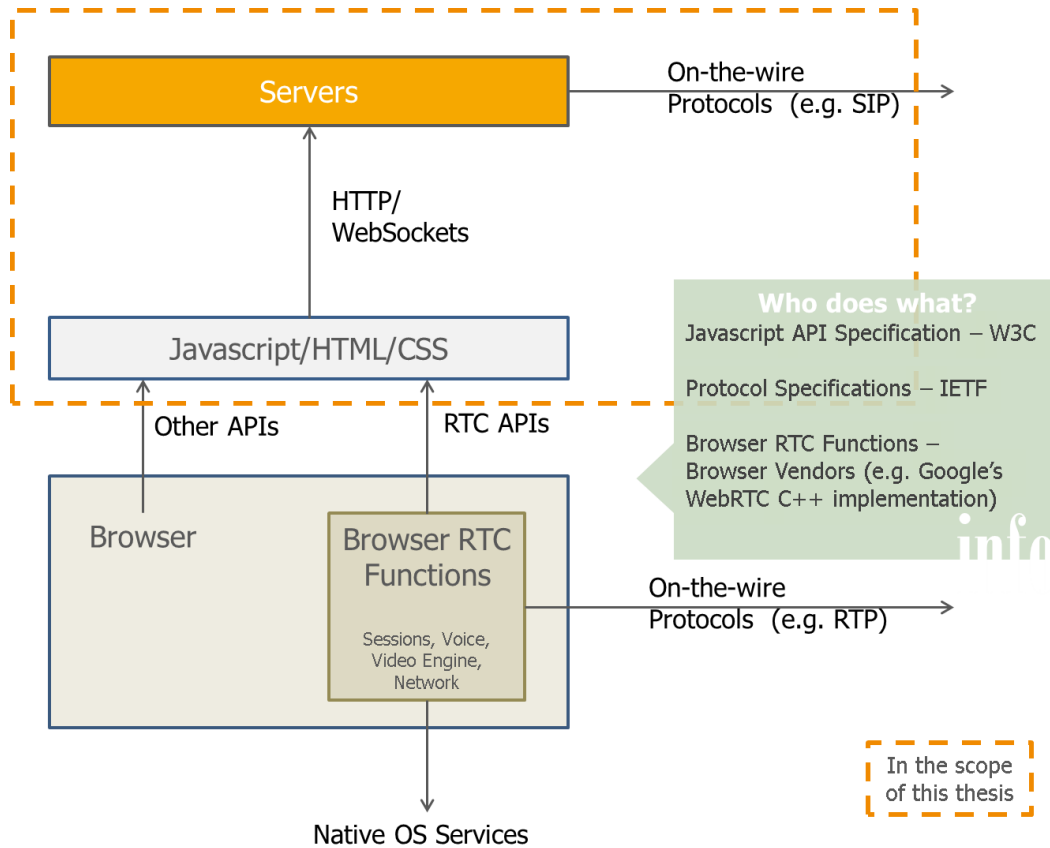 Servers
On-the-wire
Protocols (e.g. SIP)
HTTP/
WebSockets
Who does what?
Javascript API Specification – W3C
Protocol Specifications – IETF
Browser RTC Functions –
Browser Vendors (e.g. Google's
WebRTC C++ implementation)
info
Javascript/HTML/CSS
Other APIs
RTC APIs
Browser
Browser RTC
Functions
Sessions, Voice,
Video Engine,
Network
On-the-wire
Protocols (e.g. RTP)
In the scope
of this thesis
Native OS Services